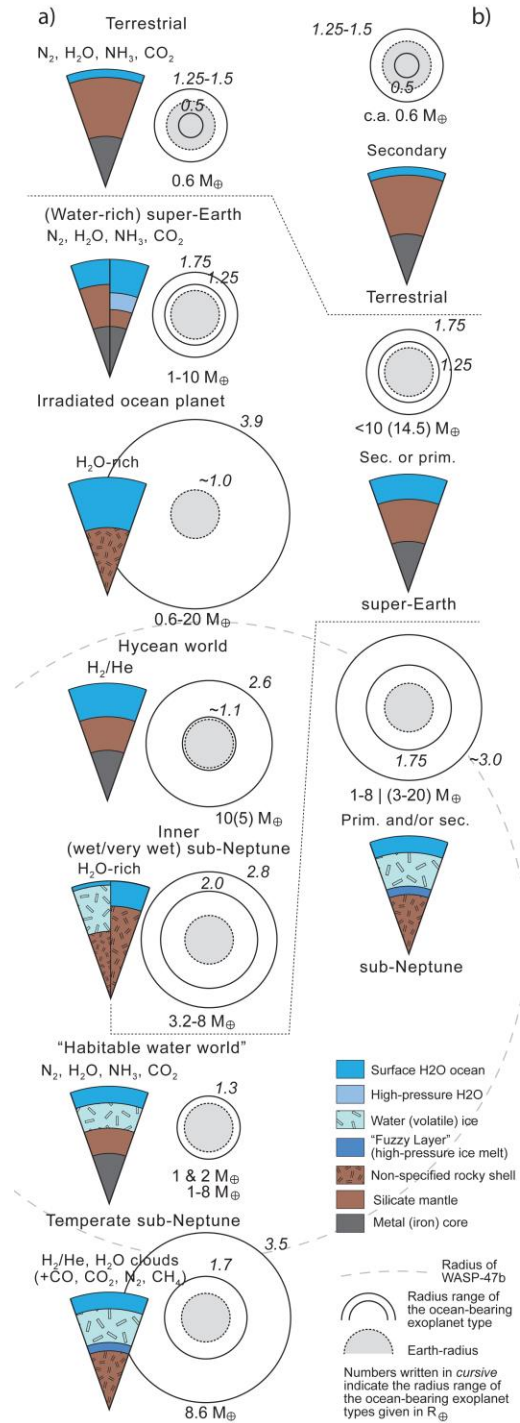 a)
Terrestrial
N₂, H₂O, NH₃, CO₂
1.25-1.5
0.5
0.6 M⊕
(Water-rich) super-Earth
N₂, H₂O, NH₃, CO₂
1.75
1.25
1-10 M⊕
Irradiated ocean planet
3.9
H₂O-rich
~1.0
0.6-20 M⊕
Hycean world
H₂/He
2.6
~1.1
10(5) M⊕
Inner
(wet/very wet) sub-Neptune
H₂O-rich
2.8
2.0
3.2-8 M⊕
“Habitable water world”
N₂, H₂O, NH₃, CO₂
1.3
1 & 2 M⊕
1-8 M⊕
Temperate sub-Neptune
3.5
H₂/He, H₂O clouds
(+CO, CO₂, N₂, CH₄)
1.7
8.6 M⊕
b)
1.25-1.5
0.5
c.a. 0.6 M⊕
Secondary
Terrestrial
1.75
1.25
<10 (14.5) M⊕
Sec. or prim.
super-Earth
1.75
~3.0
1-8 | (3-20) M⊕
Prim. and/or sec.
sub-Neptune
Surface H2O ocean
High-pressure H2O
Water (volatile) ice
“Fuzzy Layer”
(high-pressure ice melt)
Non-specified rocky shell
Silicate mantle
Metal (iron) core
Radius of
WASP-47b
Radius range of
the ocean-bearing
exoplanet type
Earth-radius
Numbers written in cursive
indicate the radius range of
the ocean-bearing exoplanet
types given in R⊕